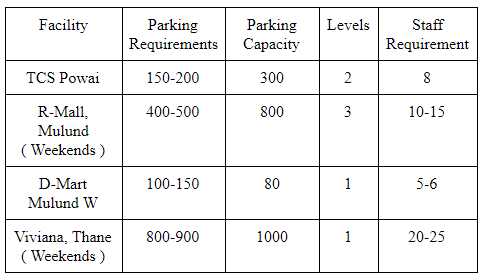 Facility Parking Requirements Parking Capacity Levels Staff Requirement
TCS Powai 150-200 300 2 8
R-Mall, Mulund ( Weekends ) 400-500 800 3 10-15
D-Mart Mulund W 100-150 80 1 5-6
Viviana, Thane ( Weekends ) 800-900 1000 1 20-25